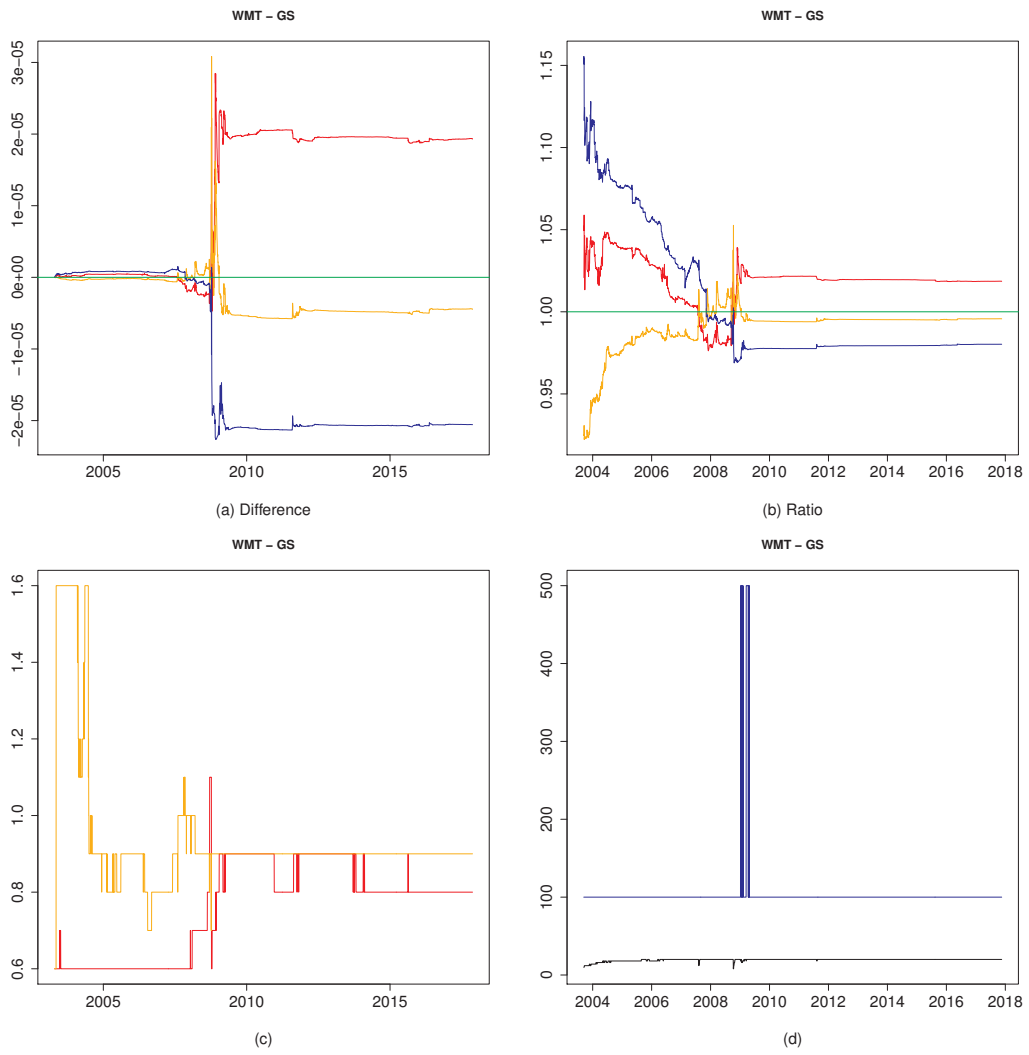 WMT − GS
3e−05
2e−05
1e−05
0e+00
−1e−05
−2e−05
2005 2010 2015
(a) Difference
WMT − GS
1.15
1.10
1.05
1.00
0.95
2004 2006 2008 2010 2012 2014 2016 2018
(b) Ratio
WMT − GS
1.6
1.4
1.2
1.0
0.8
0.6
2005 2010 2015
(c)
WMT − GS
500
400
300
200
100
0
2004 2006 2008 2010 2012 2014 2016 2018
(d)